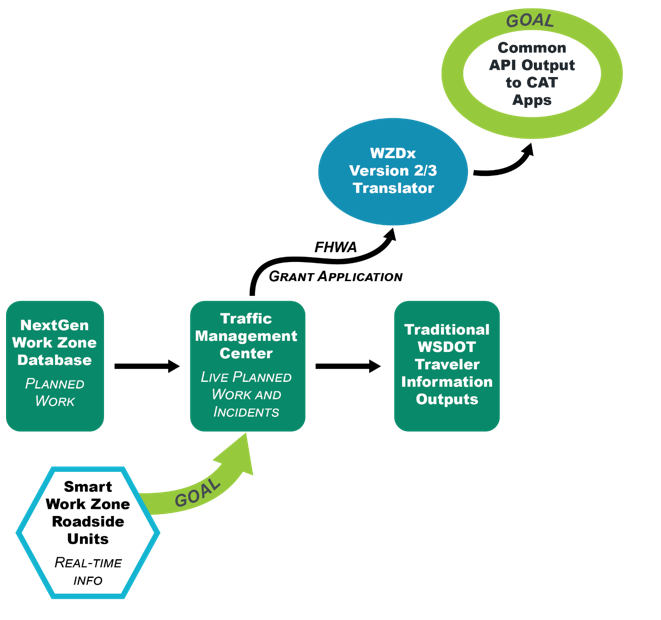 GOAL
Common
API Output
to CAT
Apps
WZDx
Version 2/3
Translator
FHWA
GRANT APPLICATION
NextGen
Work Zone
Database
PLANNED
WORK
Traffic
Management
Center
LIVE PLANNED
WORK AND
INCIDENTS
Traditional
WSDOT
Traveler
Information
Outputs
GOAL
Smart
Work Zone
Roadside
Units
REAL-TIME
INFO